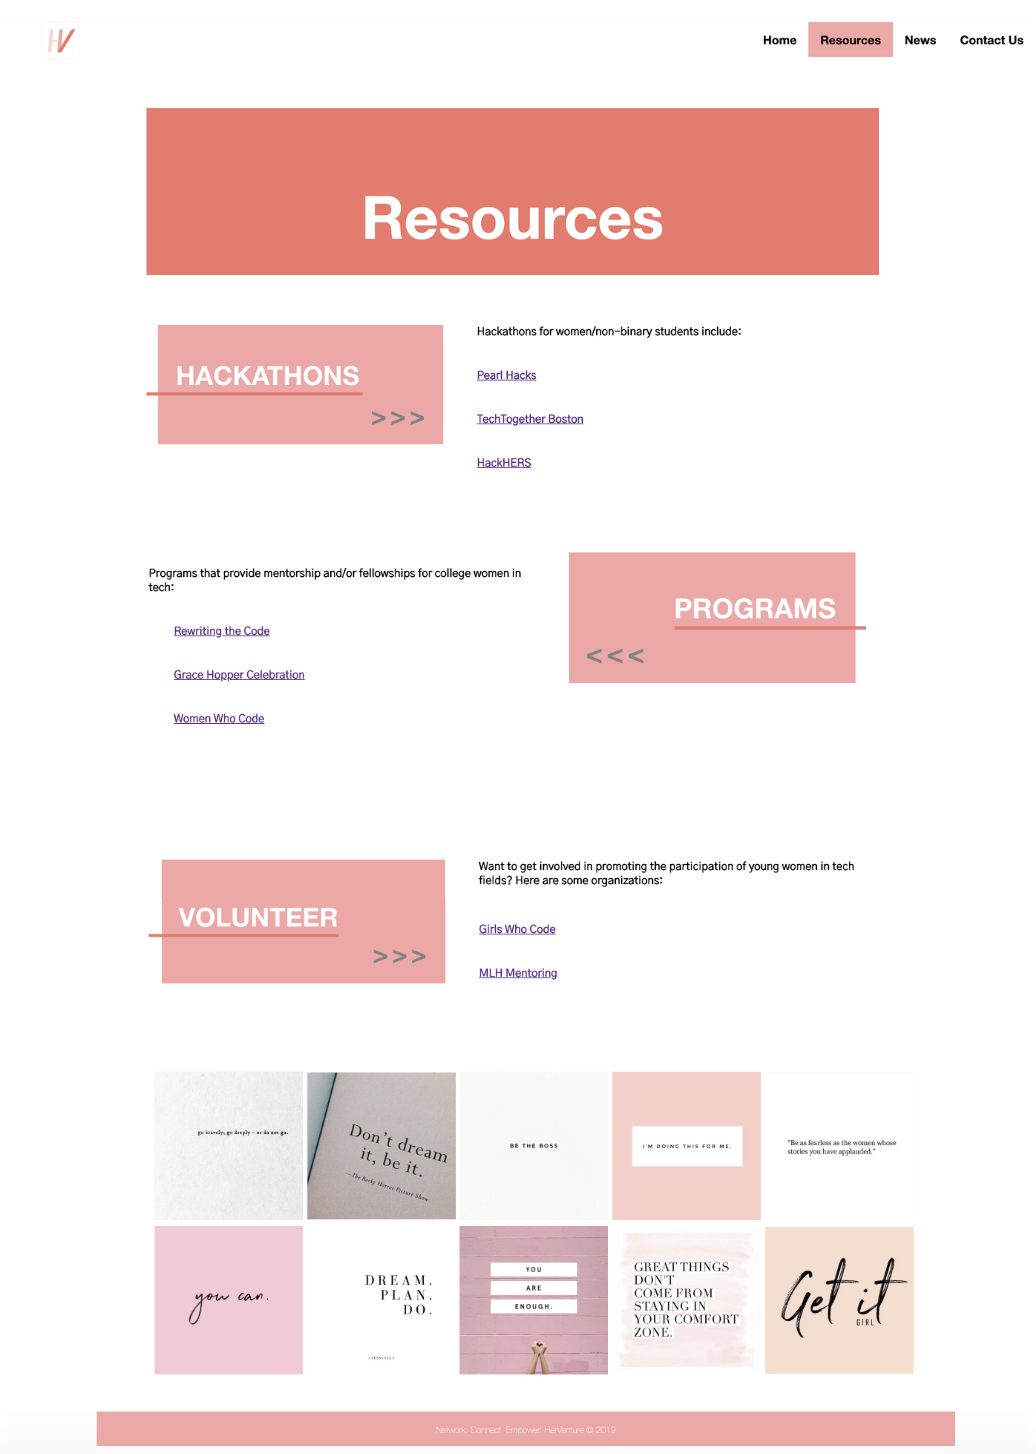 HV
Home Resources News Contact Us
Resources
HACKATHONS
>>>
Hackathons for women/non-binary students include:
Pearl Hacks
TechTogether Boston
HackHERS
Programs that provide mentorship and/or fellowships for college women in
tech:
Rewriting the Code
Grace Hopper Celebration
Women Who Code
PROGRAMS
<<<
VOLUNTEER
>>>
Want to get involved in promoting the participation of young women in tech
fields? Here are some organizations:
Girls Who Code
MLH Mentoring
go bravely; go deeply – or do not go.
Don't dream
it, be it.
—The Rocky Horror Picture Show
BE THE BOSS
I'M DOING THIS FOR ME.
"Be as fearless as the women whose
stories you have applauded."
you can.
DREAM.
PLAN.
DO.
YOU
ARE
ENOUGH.
GREAT THINGS
DON'T
COME FROM
STAYING IN
YOUR COMFORT
ZONE.
Get it
GIRL
Network. Connect. Empower. HerVenture © 2019